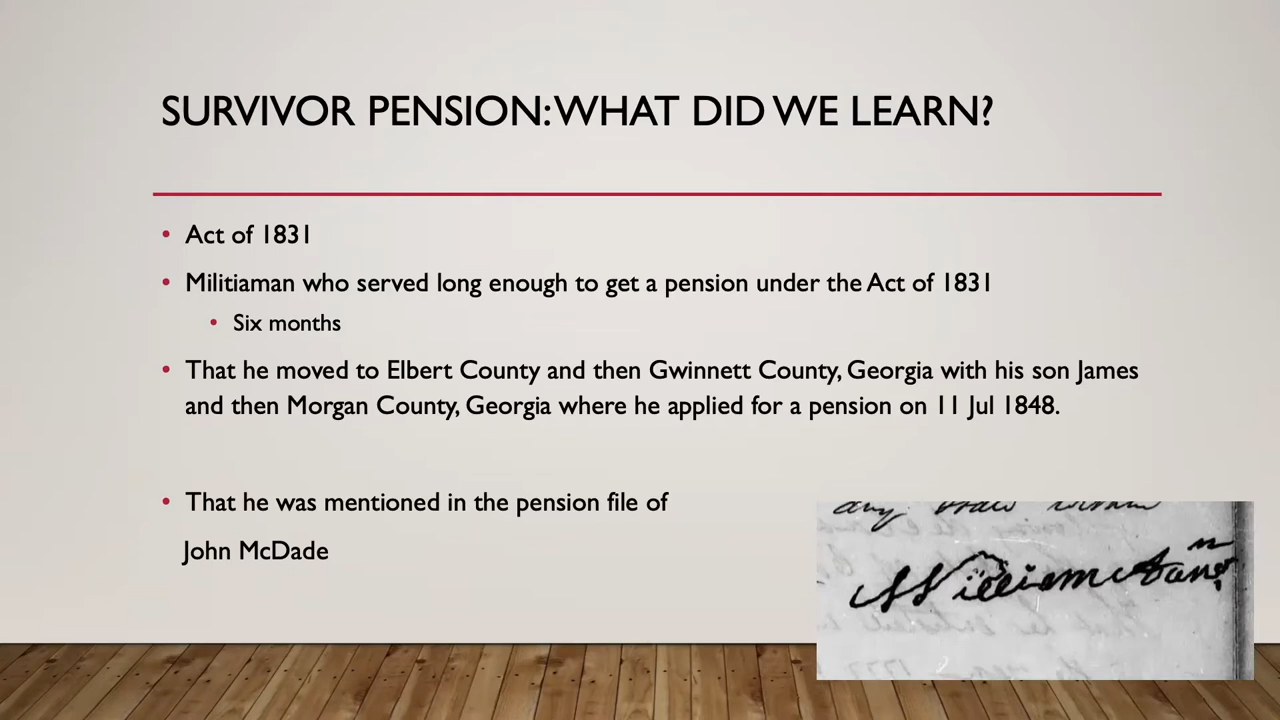 SURVIVOR PENSION: WHAT DID WE LEARN?
• Act of 1831
• Militiaman who served long enough to get a pension under the Act of 1831
• Six months
• That he moved to Elbert County and then Gwinnett County, Georgia with his son James
and then Morgan County, Georgia where he applied for a pension on 11 Jul 1848.
• That he was mentioned in the pension file of
John McDade
any
William